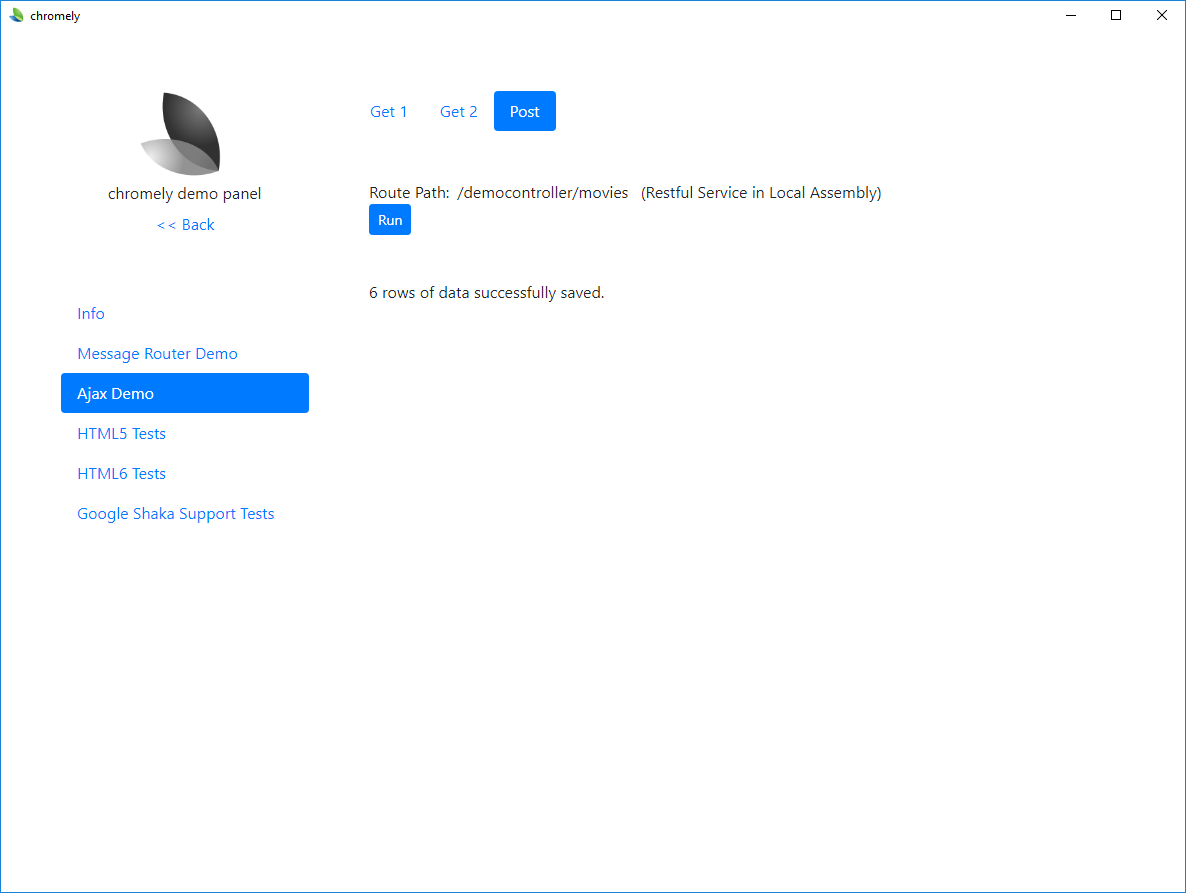 chromely
chromely demo panel
<< Back
Info
Message Router Demo
Ajax Demo
HTML5 Tests
HTML6 Tests
Google Shaka Support Tests
Get 1 Get 2 Post
Route Path: /democontroller/movies (Restful Service in Local Assembly)
Run
6 rows of data successfully saved.